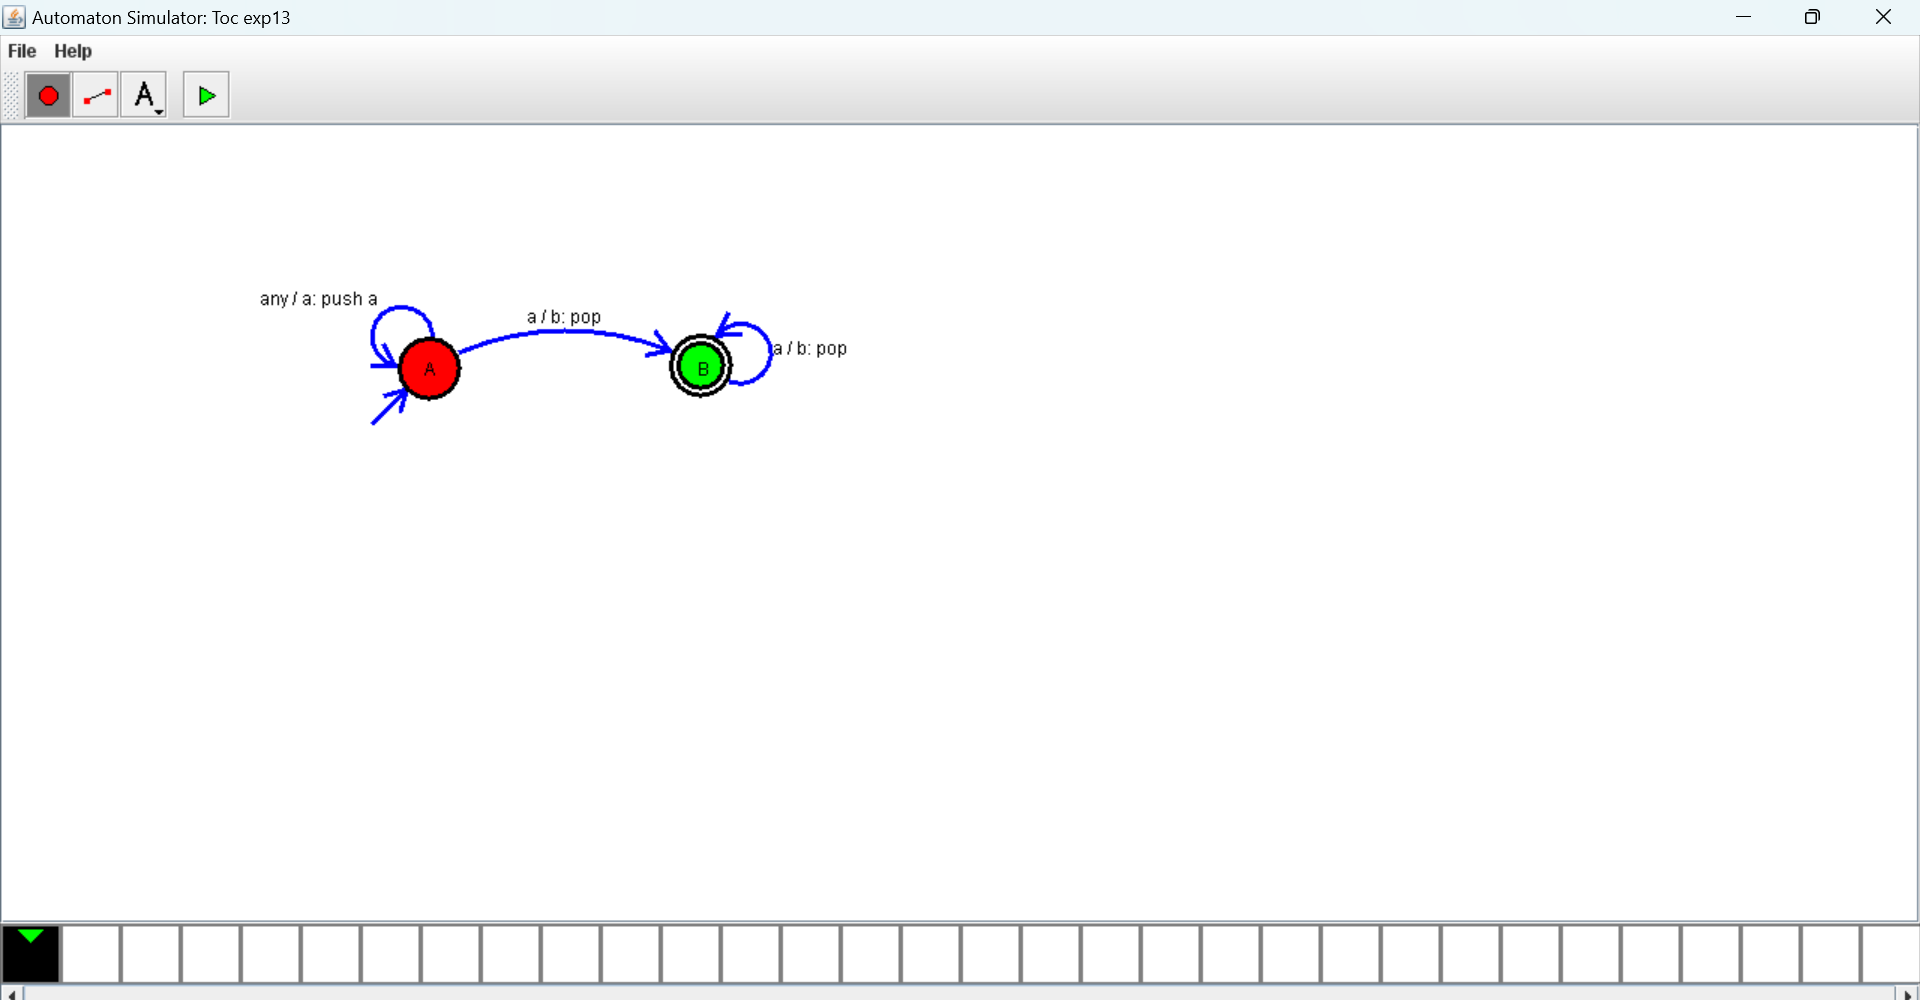 Automaton Simulator: Toc exp13
File Help
A
any / a: push a
a / b: pop
a / b: pop
A
B